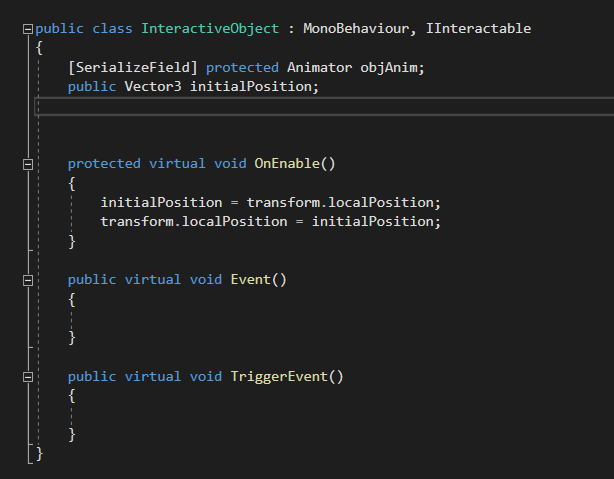 public class InteractiveObject : MonoBehaviour, IInteractable
{
[SerializeField] protected Animator objAnim;
public Vector3 initialPosition;
protected virtual void OnEnable()
{
initialPosition = transform.localPosition;
transform.localPosition = initialPosition;
}
public virtual void Event()
{
}
public virtual void TriggerEvent()
{
}
}